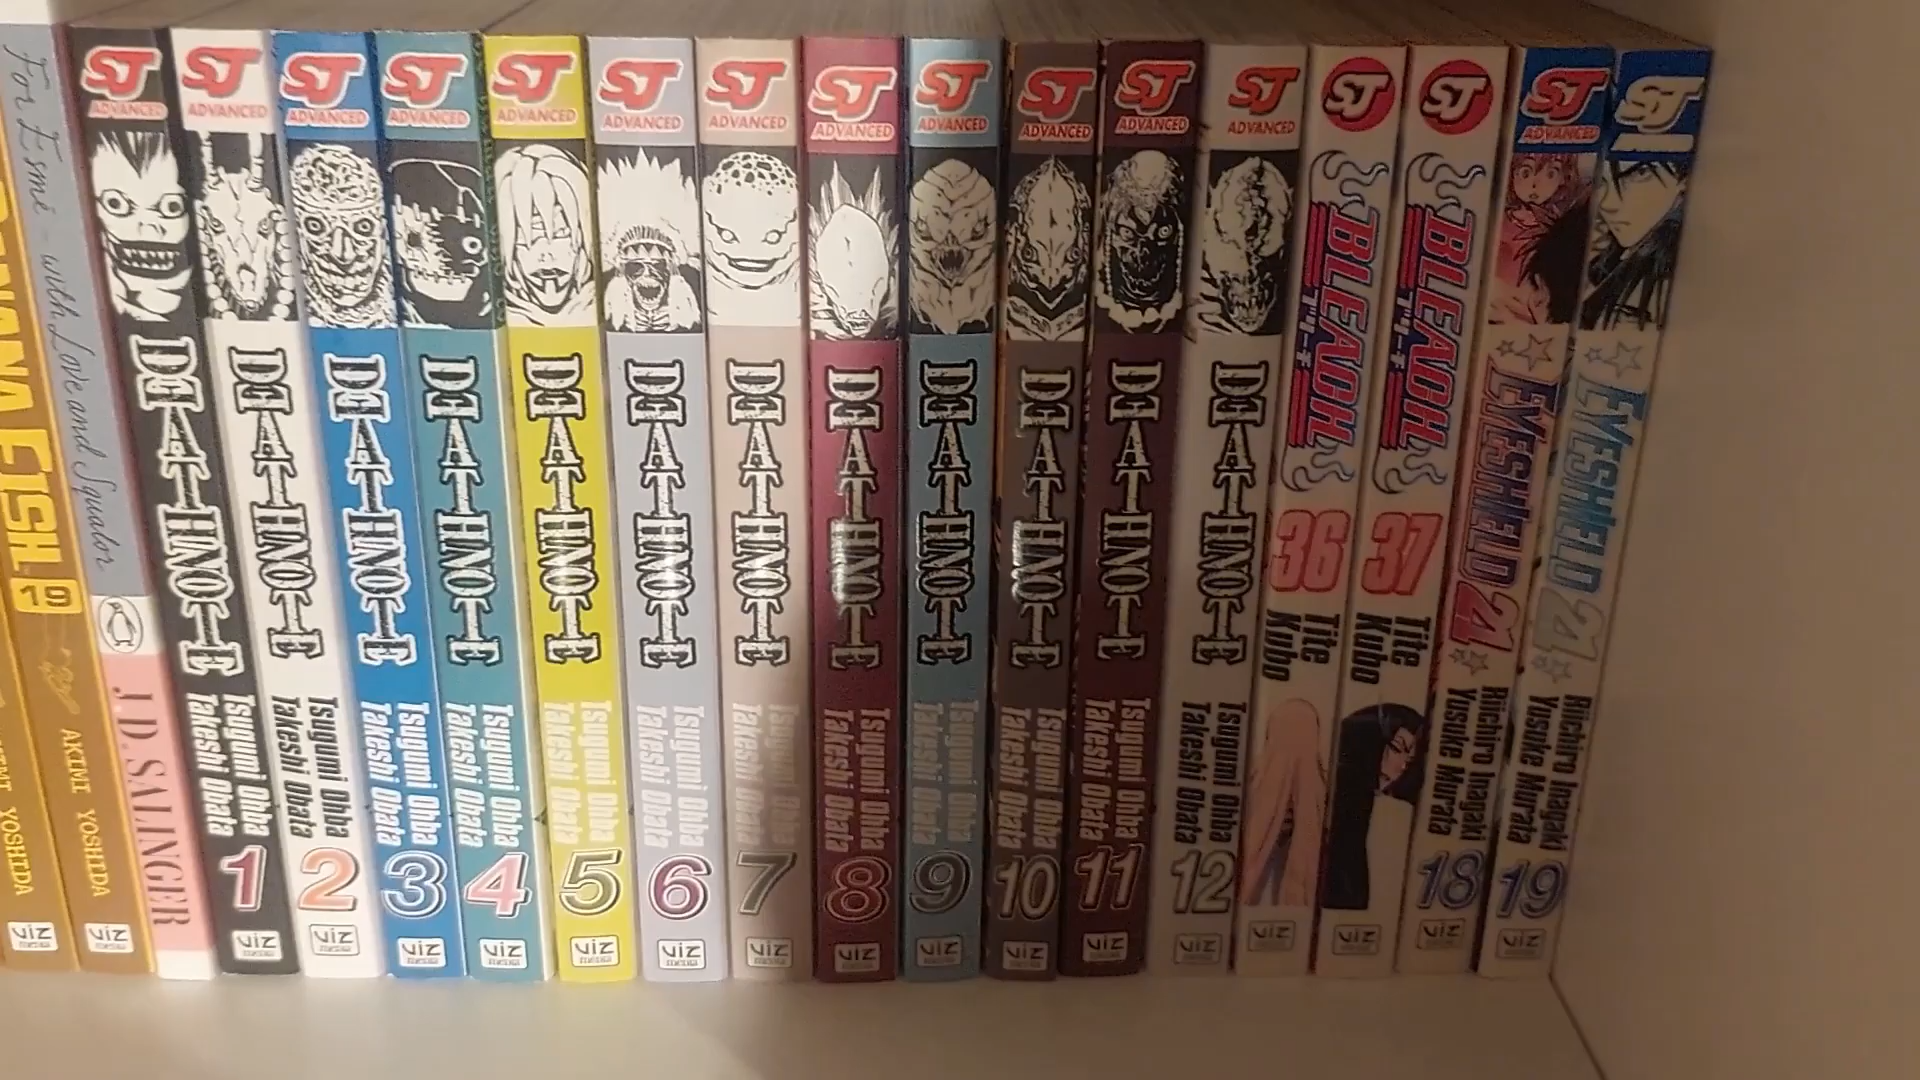 AKIMI YOSHIDA
BANANA FISH
19
AKIMI YOSHIDA
VIZ
VIZ
For Esmé - with Love and Squalor
J.D. SALINGER
SJ
ADVANCED
DEATH NOTE
Tsugumi Ohba
Takeshi Obata
1
VIZ
SJ
ADVANCED
DEATH NOTE
Tsugumi Ohba
Takeshi Obata
2
VIZ
SJ
ADVANCED
DEATH NOTE
Tsugumi Ohba
Takeshi Obata
3
VIZ
SJ
ADVANCED
DEATH NOTE
Tsugumi Ohba
Takeshi Obata
4
VIZ
SJ
ADVANCED
DEATH NOTE
Tsugumi Ohba
Takeshi Obata
5
VIZ
SJ
ADVANCED
DEATH NOTE
Tsugumi Ohba
Takeshi Obata
6
VIZ
SJ
ADVANCED
DEATH NOTE
Tsugumi Ohba
Takeshi Obata
7
VIZ
SJ
ADVANCED
DEATH NOTE
Tsugumi Ohba
Takeshi Obata
8
VIZ
SJ
ADVANCED
DEATH NOTE
Tsugumi Ohba
Takeshi Obata
9
VIZ
SJ
ADVANCED
DEATH NOTE
Tsugumi Ohba
Takeshi Obata
10
VIZ
SJ
ADVANCED
DEATH NOTE
Tsugumi Ohba
Takeshi Obata
11
VIZ
SJ
ADVANCED
DEATH NOTE
Tsugumi Ohba
Takeshi Obata
12
VIZ
SJ
BLEACH
ブリーチ
36
Tite
Kubo
VIZ
SJ
BLEACH
ブリーチ
37
Tite
Kubo
VIZ
SJ
ADVANCED
EYESHIELD 21
Riichiro Inagaki
Yusuke Murata
18
VIZ
SJ
EYESHIELD 21
Riichiro Inagaki
Yusuke Murata
19
VIZ